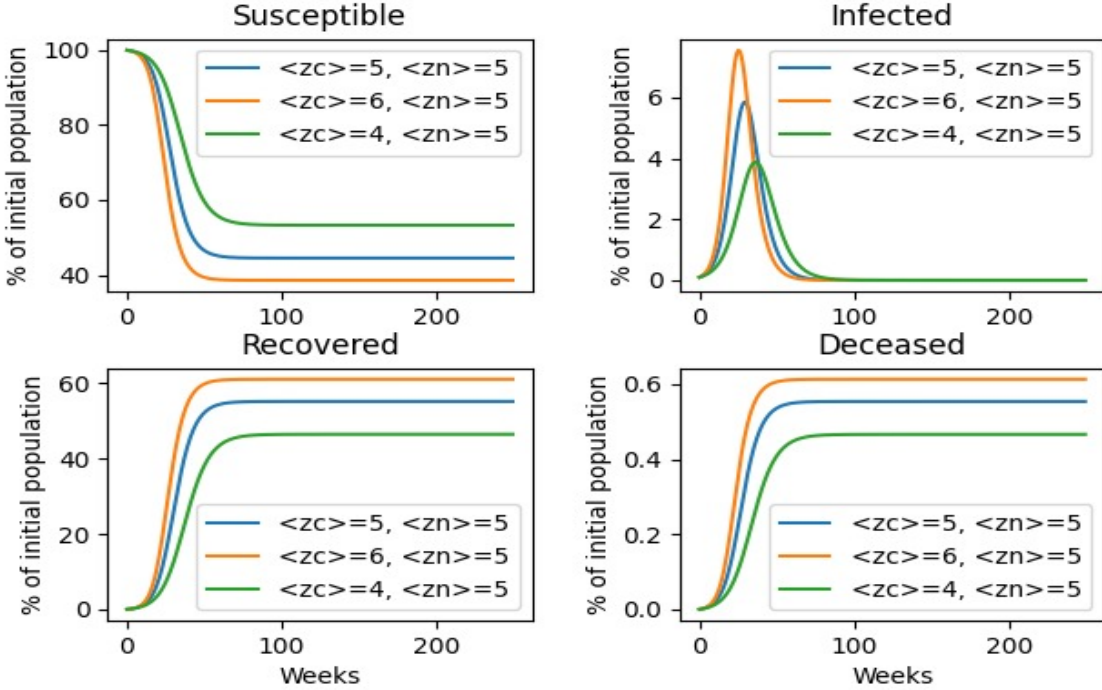 Susceptible
% of initial population
100
80
60
40
<zc>=5, <zn>=5
<zc>=6, <zn>=5
<zc>=4, <zn>=5
0
100
200
Infected
% of initial population
6
4
2
0
<zc>=5, <zn>=5
<zc>=6, <zn>=5
<zc>=4, <zn>=5
0
100
200
Recovered
% of initial population
60
40
20
0
<zc>=5, <zn>=5
<zc>=6, <zn>=5
<zc>=4, <zn>=5
0
100
200
Weeks
Deceased
% of initial population
0.6
0.4
0.2
0.0
<zc>=5, <zn>=5
<zc>=6, <zn>=5
<zc>=4, <zn>=5
0
100
200
Weeks